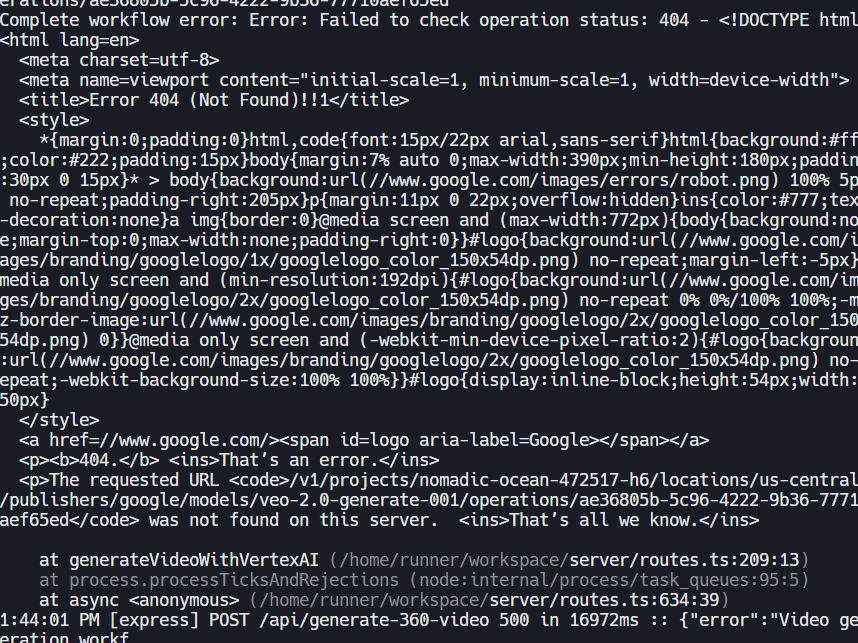 erations/ae36805b-5c96-4222-9b36-77710aef65ed
Complete workflow error: Error: Failed to check operation status: 404 - <!DOCTYPE html
<html lang=en>
<meta charset=utf-8>
<meta name=viewport content="initial-scale=1, minimum-scale=1, width=device-width">
<title>Error 404 (Not Found)!!1</title>
<style>
*{margin:0;padding:0}html,code{font:15px/22px arial,sans-serif}html{background:#ff
;color:#222;padding:15px}body{margin:7% auto 0;max-width:390px;min-height:180px;paddin
:30px 0 15px}* > body{background:url(//www.google.com/images/errors/robot.png) 100% 5p
no-repeat;padding-right:205px}p{margin:11px 0 22px;overflow:hidden}ins{color:#777;tex
-decoration:none}a img{border:0}@media screen and (max-width:772px){body{background:no
e;margin-top:0;max-width:none;padding-right:0}}#logo{background:url(//www.google.com/i
ages/branding/googlelogo/1x/googlelogo_color_150x54dp.png) no-repeat;margin-left:-5px}
media only screen and (min-resolution:192dpi){#logo{background:url(//www.google.com/im
ges/branding/googlelogo/2x/googlelogo_color_150x54dp.png) no-repeat 0% 0%/100% 100%;-m
z-border-image:url(//www.google.com/images/branding/googlelogo/2x/googlelogo_color_150
54dp.png) 0}}@media only screen and (-webkit-min-device-pixel-ratio:2){#logo{backgroun
:url(//www.google.com/images/branding/googlelogo/2x/googlelogo_color_150x54dp.png) no-
epeat;-webkit-background-size:100% 100%}}#logo{display:inline-block;height:54px;width:
50px}
</style>
<a href=//www.google.com/><span id=logo aria-label=Google></span></a>
<p><b>404.</b> <ins>That’s an error.</ins>
<p>The requested URL <code>/v1/projects/nomadic-ocean-472517-h6/locations/us-central
/publishers/google/models/veo-2.0-generate-001/operations/ae36805b-5c96-4222-9b36-7771
aef65ed</code> was not found on this server.  <ins>That’s all we know.</ins>
at generateVideoWithVertexAI (/home/runner/workspace/server/routes.ts:209:13)
at process.processTicksAndRejections (node:internal/process/task_queues:95:5)
at async <anonymous> (/home/runner/workspace/server/routes.ts:634:39)
1:44:01 PM [express] POST /api/generate-360-video 500 in 16972ms :: {"error":"Video ge
eration workf